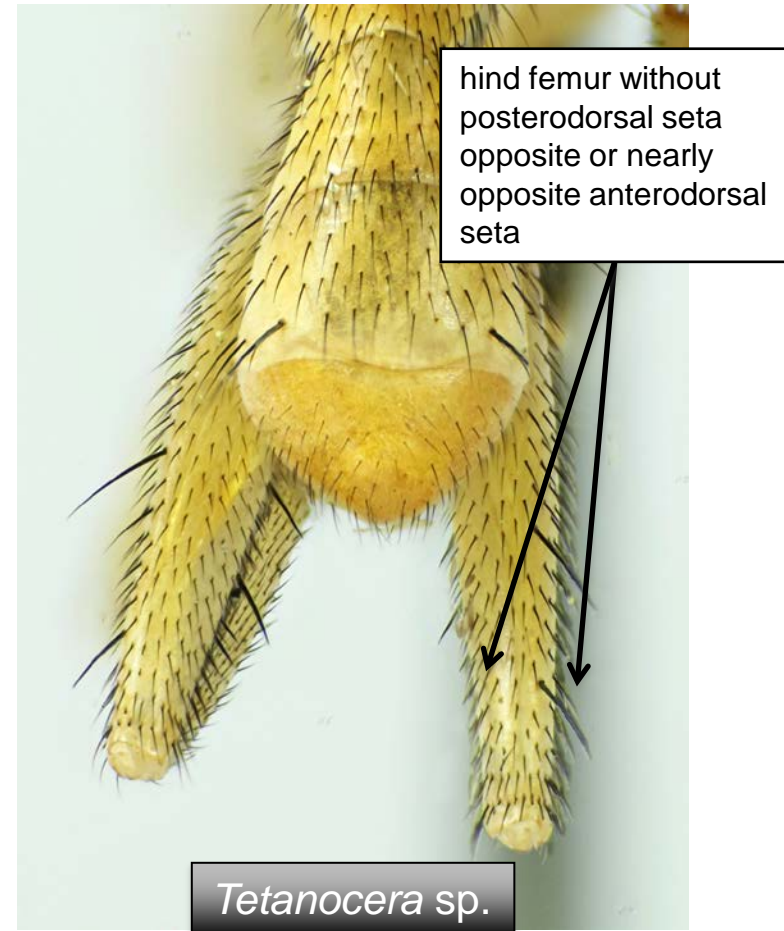 hind femur without
posterodorsal seta
opposite or nearly
opposite anterodorsal
seta
Tetanocera sp.